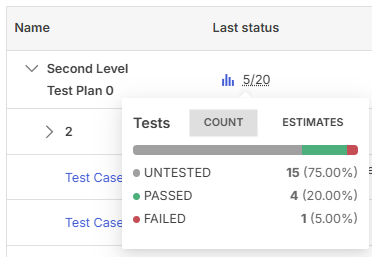 Name Last status
Second Level
Test Plan 0
5/20
Tests COUNT ESTIMATES
2
UNTESTED 15 (75.00%)
Test Case
PASSED 4 (20.00%)
FAILED 1 (5.00%)
Test Case